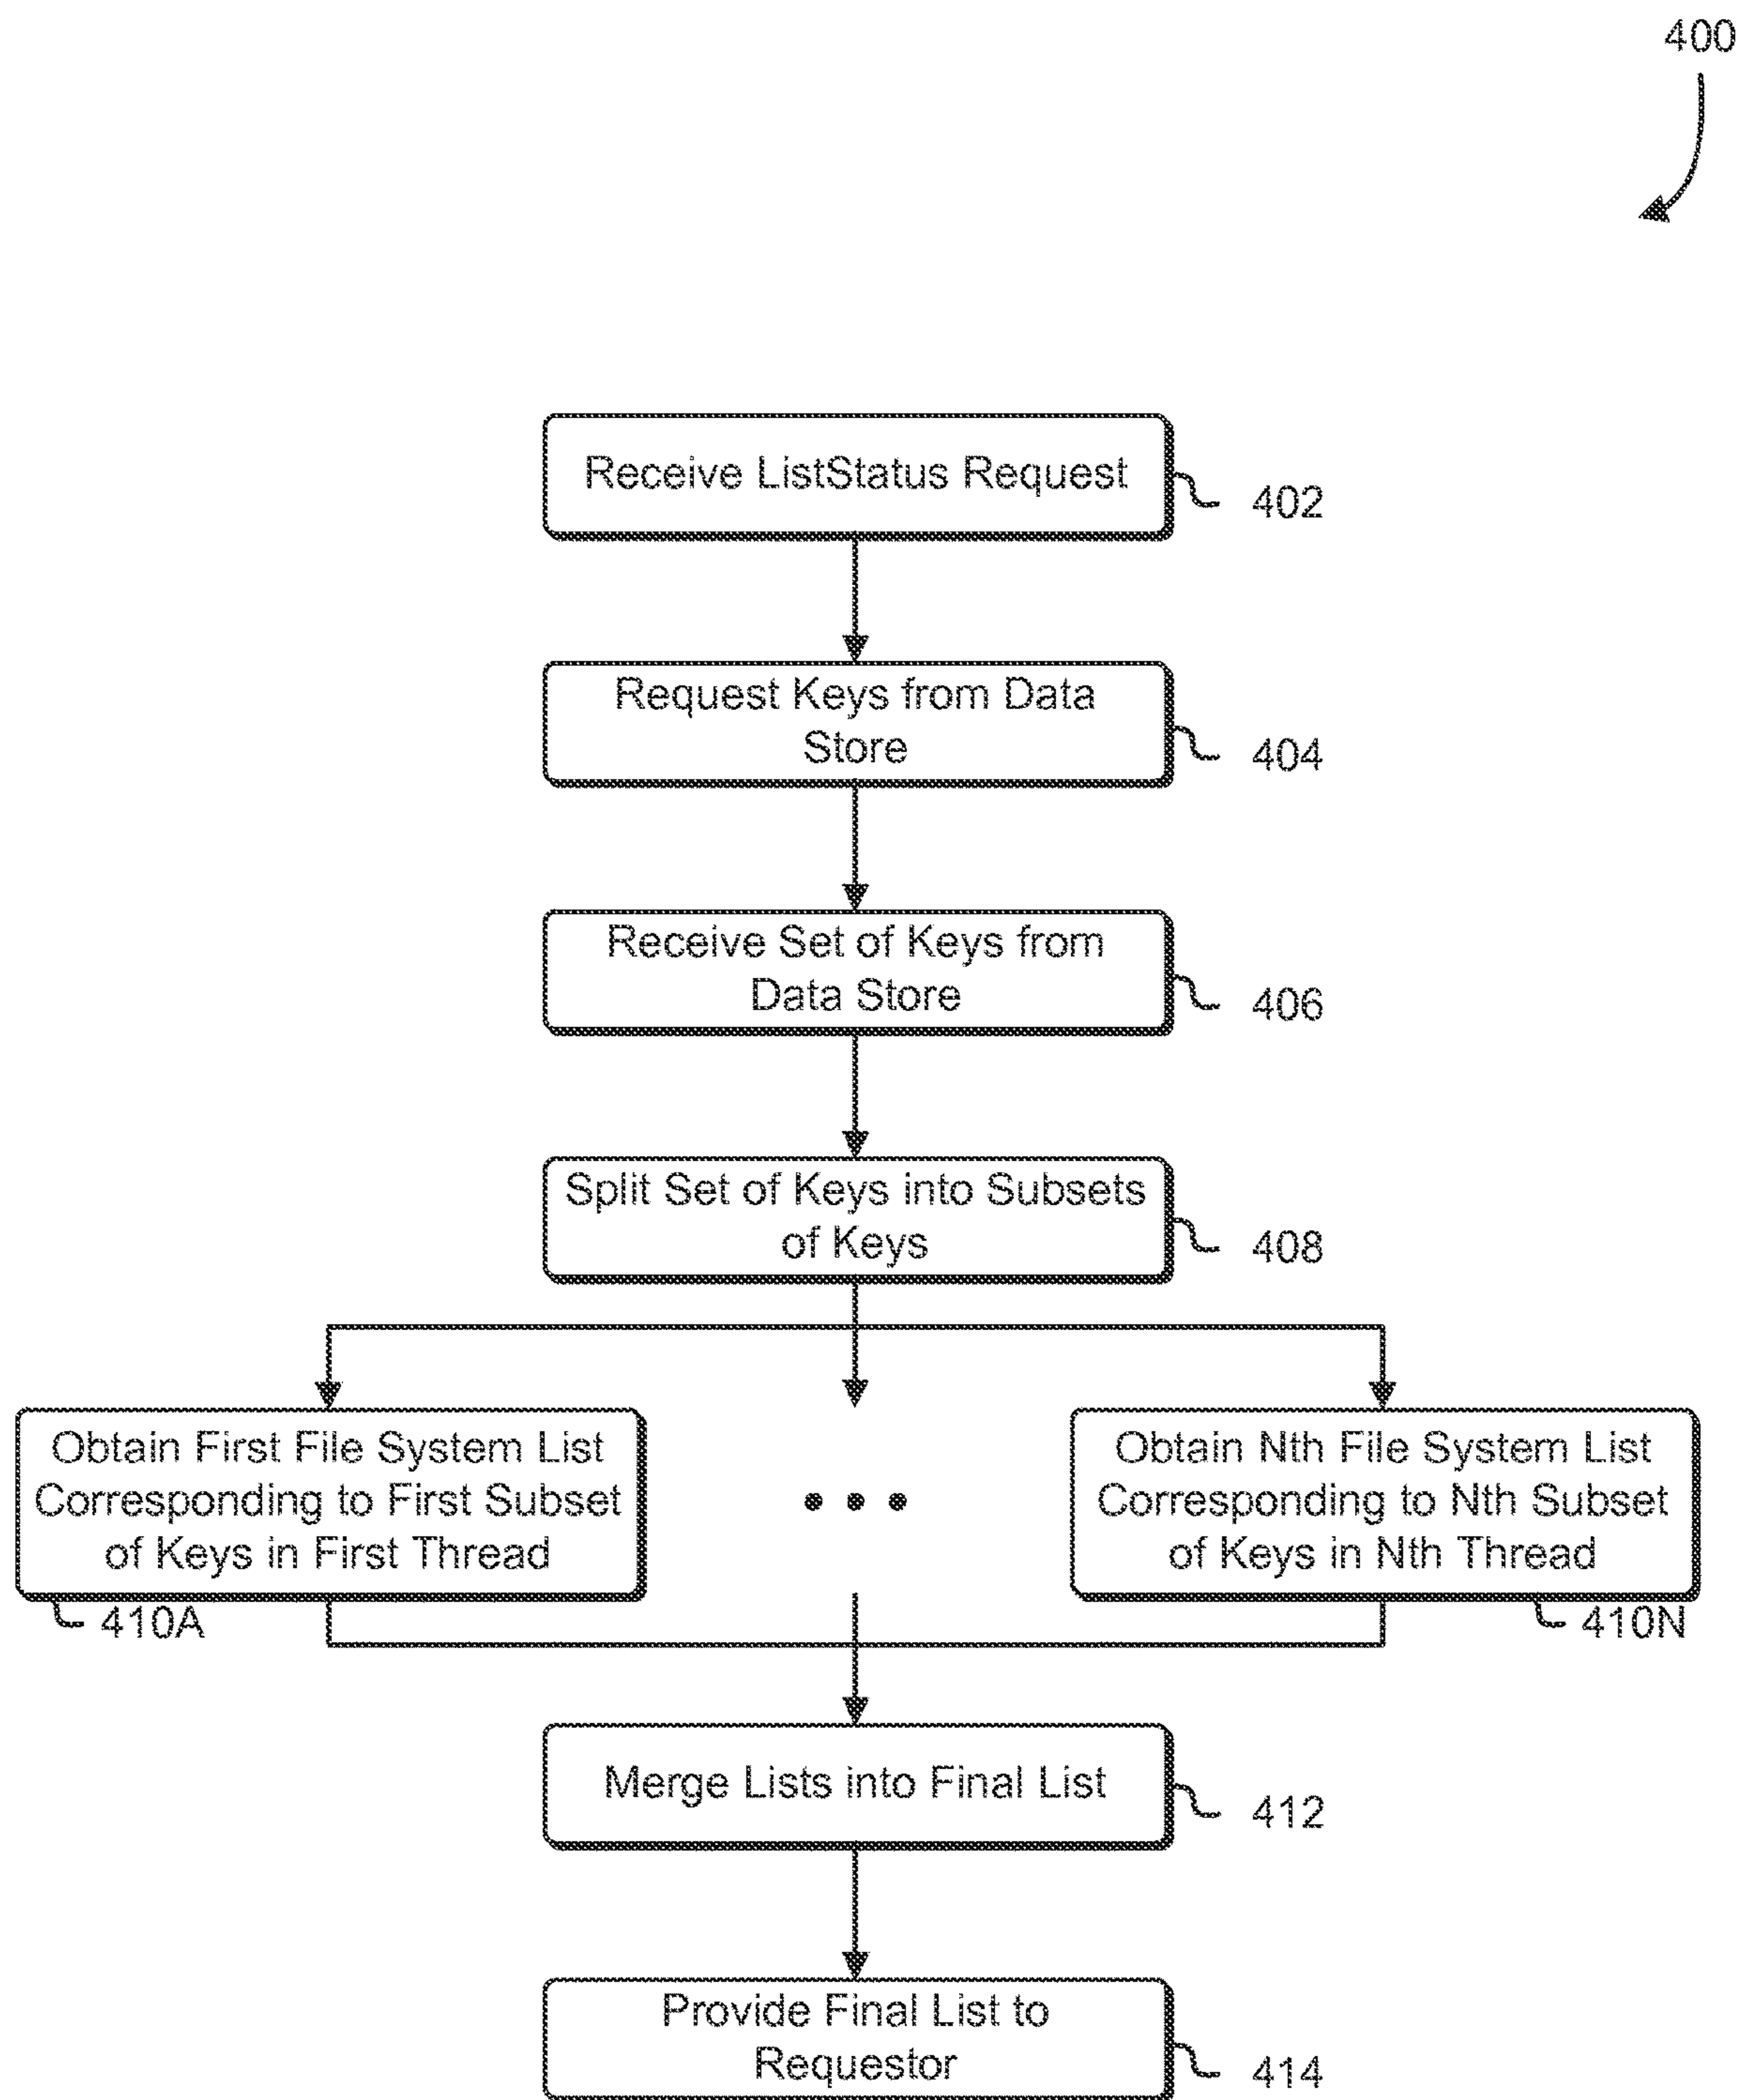 400
Receive ListStatus Request
402
Request Keys from Data
Store
404
Receive Set of Keys from
Data Store
406
Split Set of Keys into Subsets
of Keys
408
Obtain First File System List
Corresponding to First Subset
of Keys in First Thread
410A
Obtain Nth File System List
Corresponding to Nth Subset
of Keys in Nth Thread
410N
Merge Lists into Final List
412
Provide Final List to
Requestor
414